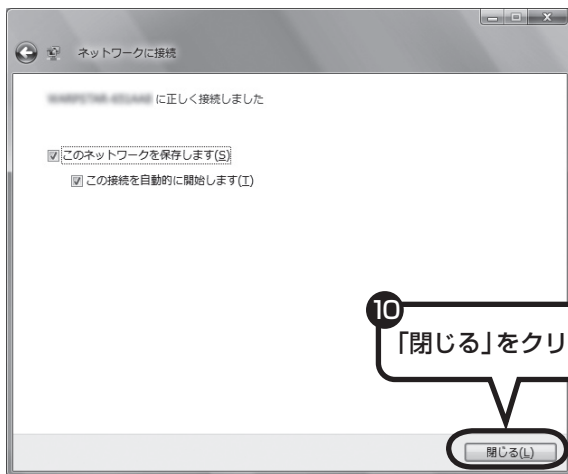 ネットワークに接続
に正しく接続しました
このネットワークを保存します(S)
この接続を自動的に開始します(T)
10
「閉じる」をクリ
閉じる(L)